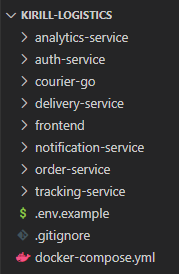 KIRILL-LOGISTICS
analytics-service
auth-service
courier-go
delivery-service
frontend
notification-service
order-service
tracking-service
.env.example
.gitignore
docker-compose.yml